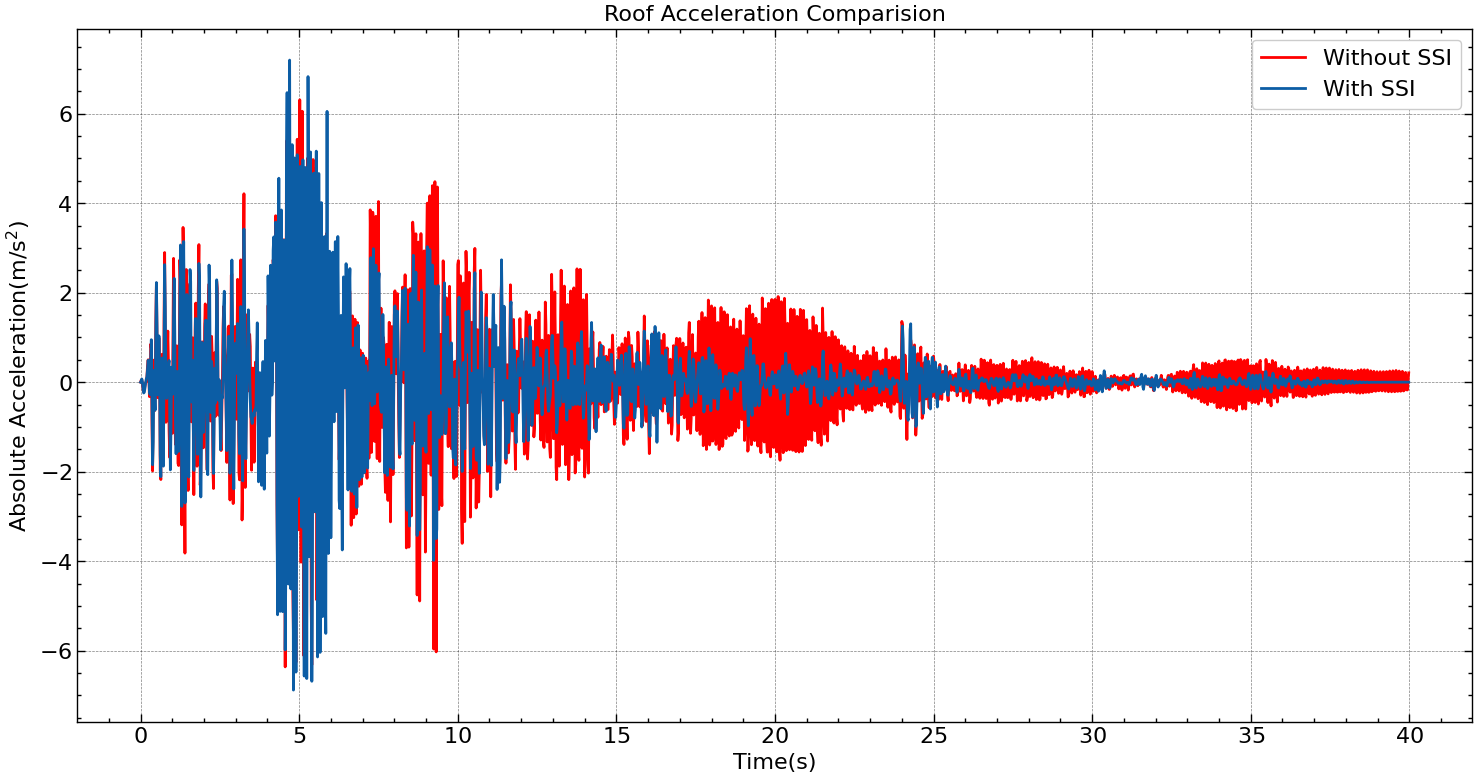 Roof Acceleration Comparision
Without SSI
With SSI
Absolute Acceleration(m/s²)
6
4
2
0
−2
−4
−6
0 5 10 15 20 25 30 35 40
Time(s)